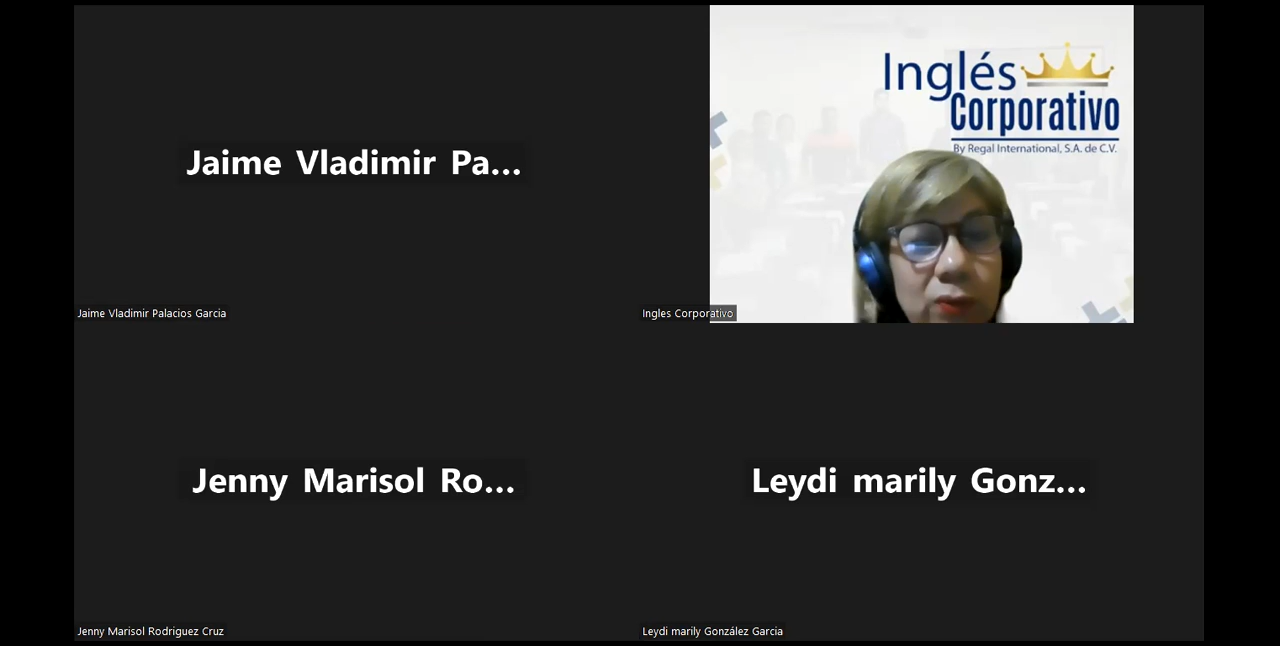 Jaime Vladimir Pa...
Jaime Vladimir Palacios Garcia
Inglés
Corporativo
By Regal International, S.A. de C.V.
Ingles Corporativo
Jenny Marisol Ro...
Jenny Marisol Rodriguez Cruz
Leydi marily Gonz...
Leydi marily González Garcia